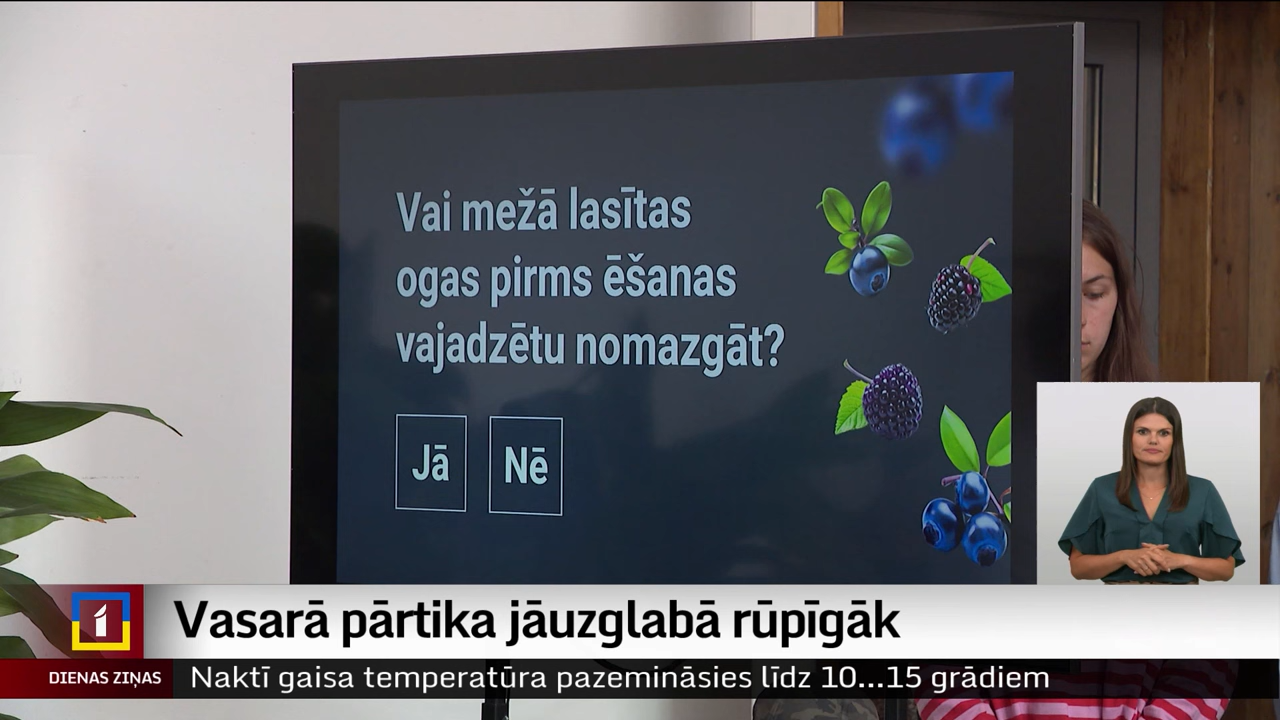 Vai mežā lasītas
ogas pirms ēšanas
vajadzētu nomazgāt?
Jā Nē
1 Vasarā pārtika jāuzglabā rūpīgāk
DIENAS ZIŅAS Naktī gaisa temperatūra pazemināsies līdz 10...15 grādiem